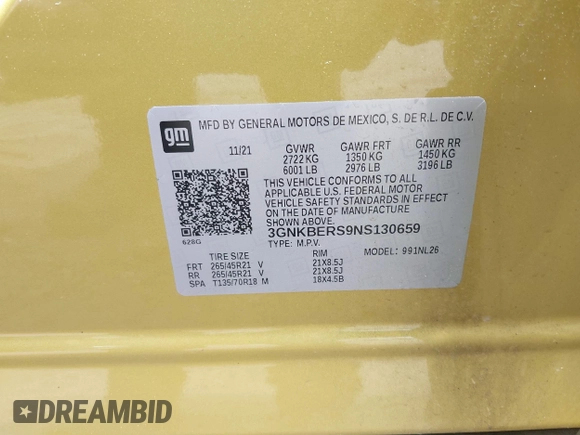 gm
MFD BY GENERAL MOTORS DE MEXICO, S. DE R.L. DE C.V.
11/21 GVWR GAWR FRT GAWR RR
2722 KG 1350 KG 1450 KG
6001 LB 2976 LB 3196 LB
THIS VEHICLE CONFORMS TO ALL
APPLICABLE U.S. FEDERAL MOTOR
VEHICLE SAFETY STANDARDS IN EFFECT
ON THE DATE OF MANUFACTURE
SHOWN ABOVE.
3GNKBERS9NS130659
628G TYPE: M.P.V. MODEL: 991NL26
TIRE SIZE RIM
FRT 265/45R21 V 21X8.5J
RR 265/45R21 V 21X8.5J
SPA T135/70R18 M 18X4.5B
DREAMBID